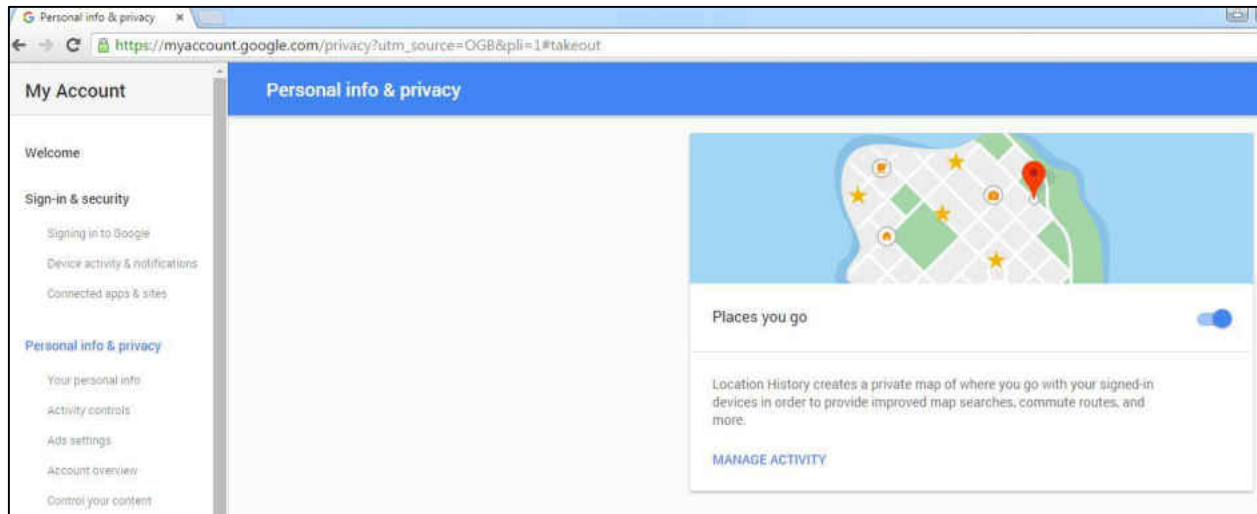 Personal info & privacy
https://myaccount.google.com/privacy?utm_source=OGB&pli=1#takeout
My Account
Personal info & privacy
Welcome
Sign-in & security
Signing in to Google
Device activity & notifications
Connected apps & sites
Personal info & privacy
Your personal info
Activity controls
Ads settings
Account overview
Control your content
Places you go
Location History creates a private map of where you go with your signed-in
devices in order to provide improved map searches, commute routes, and
more.
MANAGE ACTIVITY